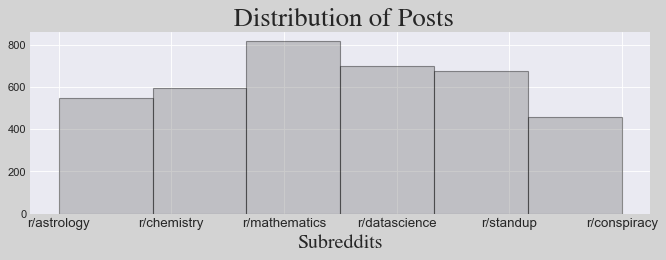 Distribution of Posts
800
600
400
200
0
r/astrology r/chemistry r/mathematics r/datascience r/standup r/conspiracy
Subreddits